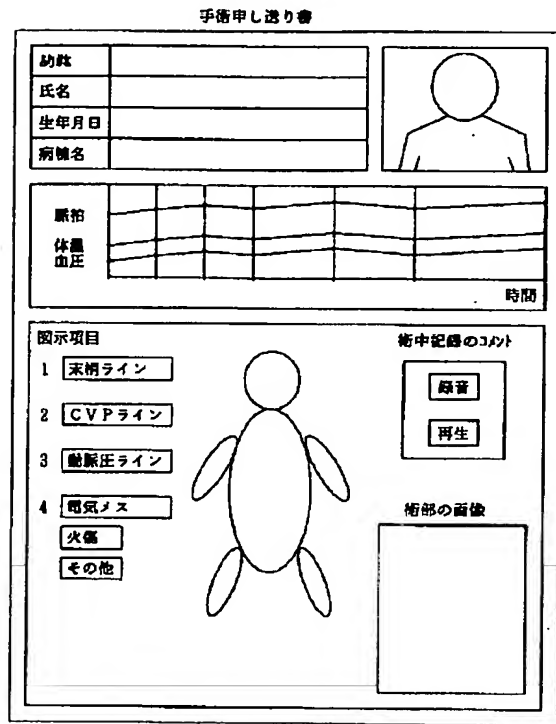 手術申し送り書
氏名
生年月日
病棟名
脈拍
体温
血圧
時間
図示項目
1 末梢ライン
2 CVPライン
3 動脈圧ライン
4 電気メス
火傷
その他
術中記録のコメント
録音
再生
術部の画像